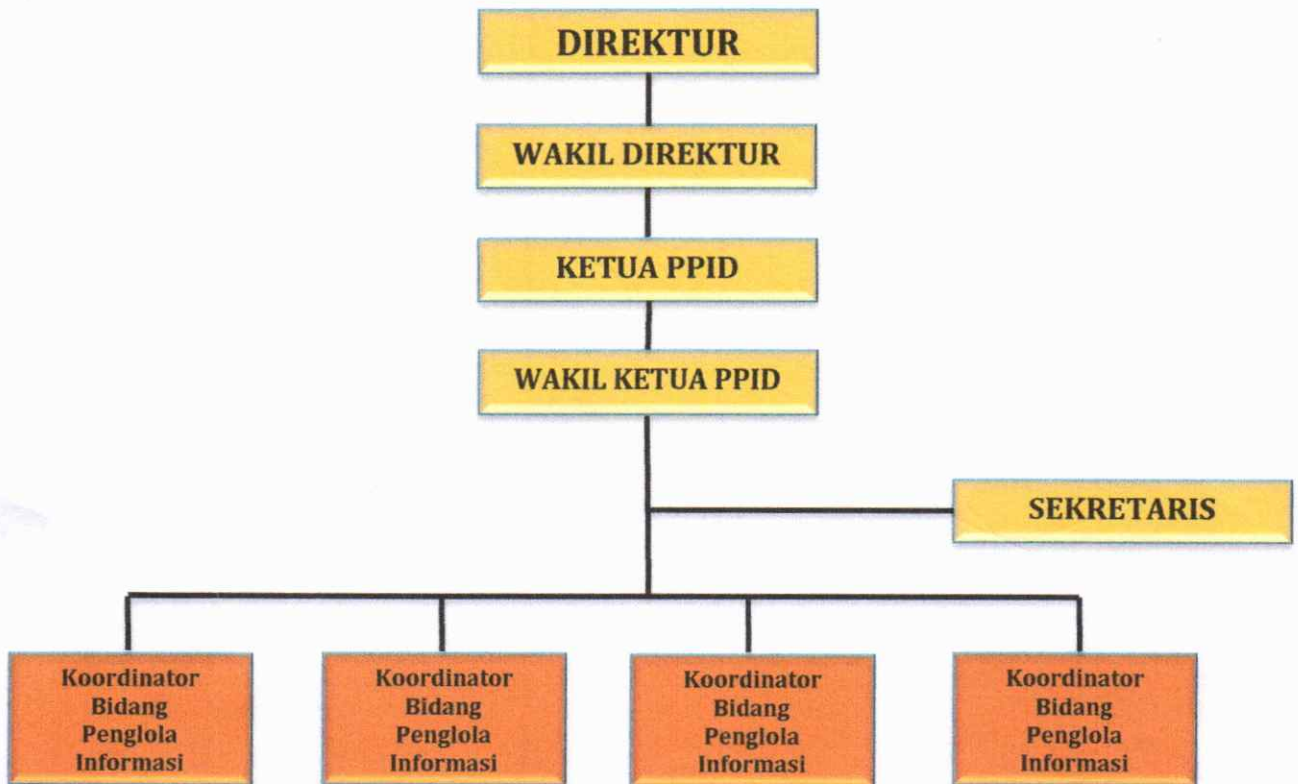 DIREKTUR
WAKIL DIREKTUR
KETUA PPID
WAKIL KETUA PPID
SEKRETARIS
Koordinator
Bidang
Penglola
Informasi
Koordinator
Bidang
Penglola
Informasi
Koordinator
Bidang
Penglola
Informasi
Koordinator
Bidang
Penglola
Informasi